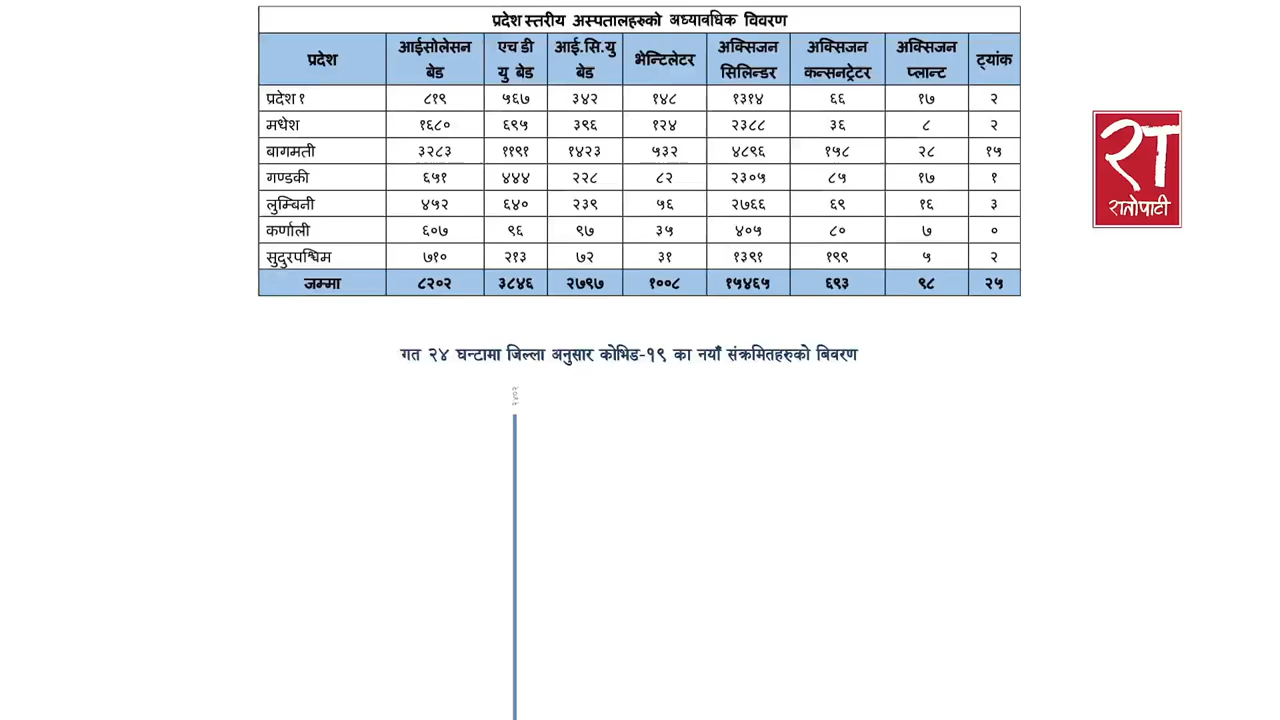 प्रदेश स्तरीय अस्पतालहरुको अध्यावधिक विवरण
प्रदेश आईसोलेसन बेड एच डी यु बेड आई.सि.यु बेड भेन्टिलेटर अक्सिजन सिलिन्डर अक्सिजन कन्सनट्रेटर अक्सिजन प्लान्ट ट्यांक
प्रदेश १ ८१९ ५६७ ३४२ १४८ १३१४ ६६ १७ २
मधेश १६८० ६९५ ३९६ १२४ २३८८ ३६ ८ २
बागमती ३२८३ ११९१ १४२३ ५३२ ४८९६ १५८ २८ १५
गण्डकी ६५१ ४४४ २२८ ८२ २३०५ ८५ १७ १
लुम्बिनी ४५२ ६४० २३९ ५६ २७६६ ६९ १६ ३
कर्णाली ६०७ ९६ ९७ ३५ ४०५ ८० ७ ०
सुदुरपश्चिम ७१० २१३ ७२ ३१ १३९१ १९९ ५ २
जम्मा ८२०२ ३८४६ २७९७ १००८ १५४६५ ६९३ ९८ २५
रा
रातोपाटी
गत २४ घन्टामा जिल्ला अनुसार कोभिड-१९ का नयाँ संक्रमितहरुको बिवरण